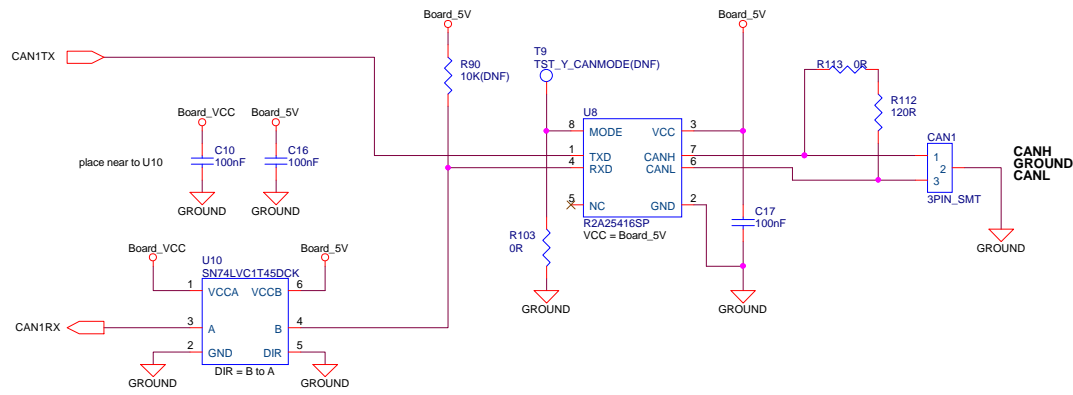 Board_5V
Board_5V
CAN1TX
R90
10K(DNF)
T9
TST_Y_CANMODE(DNF)
R113 0R
R112
120R
Board_VCC
Board_5V
C10
100nF
C16
100nF
place near to U10
GROUND
GROUND
U8
8 MODE VCC 3
1 TXD CANH 7
4 RXD CANL 6
5 NC GND 2
R2A25416SP
VCC = Board_5V
CAN1
1
2
3
3PIN_SMT
CANH
GROUND
CANL
GROUND
C17
100nF
R103
0R
GROUND
GROUND
Board_VCC
Board_5V
U10
SN74LVC1T45DCK
1 VCCA VCCB 6
CAN1RX
3 A B 4
2 GND DIR 5
DIR = B to A
GROUND
GROUND